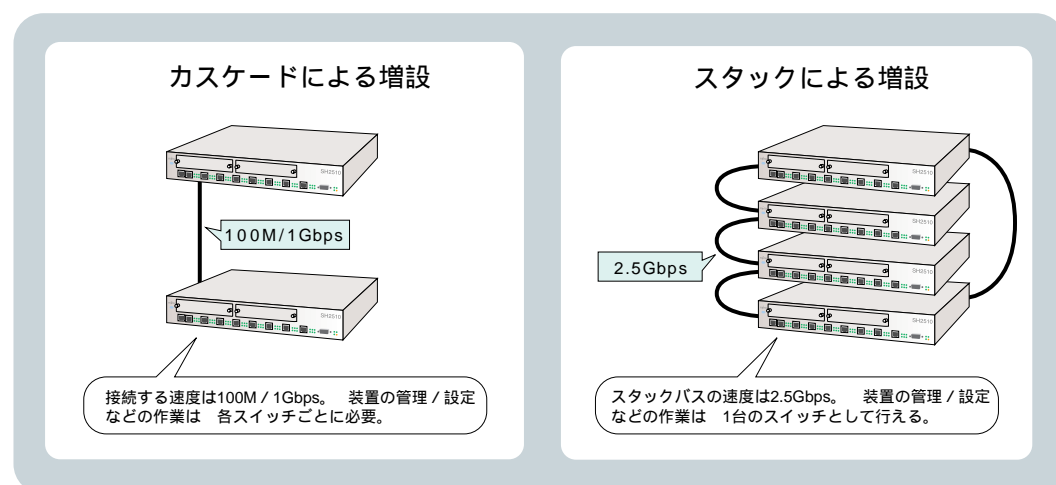 カスケードによる増設
SH2510
100M/1Gbps
SH2510
接続する速度は100M / 1Gbps。 装置の管理 / 設定
などの作業は 各スイッチごとに必要。
スタックによる増設
SH2510
SH2510
2.5Gbps
SH2510
SH2510
スタックバスの速度は2.5Gbps。 装置の管理 / 設定
などの作業は 1台のスイッチとして行える。